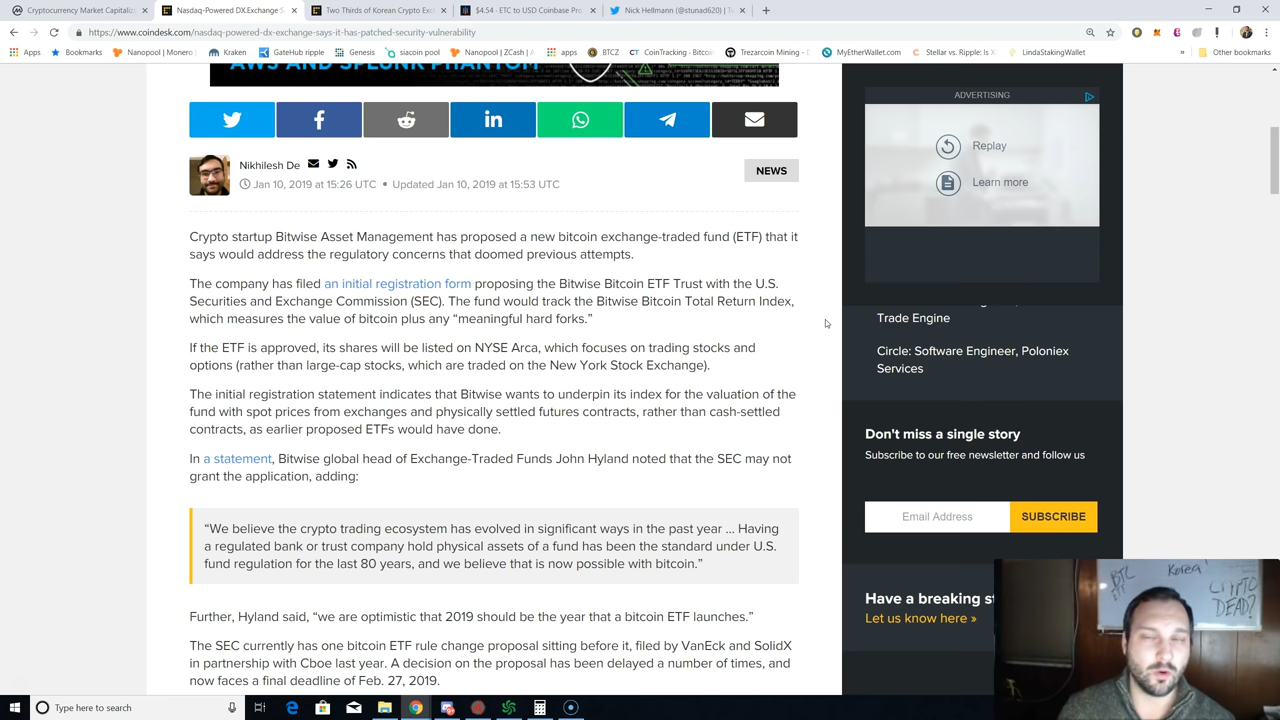 Cryptocurrency Market Capitaliz
Nasdaq-Powered DX.Exchange S
Two Thirds of Korean Crypto Exc
$4.54 · ETC to USD Coinbase Pro
Nick Hellmann (@stunad620) | Tw
https://www.coindesk.com/nasdaq-powered-dx-exchange-says-it-has-patched-security-vulnerability
Apps
Bookmarks
Nanopool | Monero
Kraken
GateHub ripple
Genesis
siacoin pool
Nanopool | ZCash
apps
BTCZ
CoinTracking · Bitcoi
Trezarcoin Mining - D
MyEtherWallet.com
Stellar vs. Ripple: Is X
LindaStakingWallet
»
Other bookmarks
AWS AND SPLUNK PHANTOM
Nikhilesh De
Jan 10, 2019 at 15:26 UTC • Updated Jan 10, 2019 at 15:53 UTC
NEWS
Crypto startup Bitwise Asset Management has proposed a new bitcoin exchange-traded fund (ETF) that it
says would address the regulatory concerns that doomed previous attempts.
The company has filed an initial registration form proposing the Bitwise Bitcoin ETF Trust with the U.S.
Securities and Exchange Commission (SEC). The fund would track the Bitwise Bitcoin Total Return Index,
which measures the value of bitcoin plus any “meaningful hard forks.”
If the ETF is approved, its shares will be listed on NYSE Arca, which focuses on trading stocks and
options (rather than large-cap stocks, which are traded on the New York Stock Exchange).
The initial registration statement indicates that Bitwise wants to underpin its index for the valuation of the
fund with spot prices from exchanges and physically settled futures contracts, rather than cash-settled
contracts, as earlier proposed ETFs would have done.
In a statement, Bitwise global head of Exchange-Traded Funds John Hyland noted that the SEC may not
grant the application, adding:
“We believe the crypto trading ecosystem has evolved in significant ways in the past year … Having
a regulated bank or trust company hold physical assets of a fund has been the standard under U.S.
fund regulation for the last 80 years, and we believe that is now possible with bitcoin.”
Further, Hyland said, “we are optimistic that 2019 should be the year that a bitcoin ETF launches.”
The SEC currently has one bitcoin ETF rule change proposal sitting before it, filed by VanEck and SolidX
in partnership with Cboe last year. A decision on the proposal has been delayed a number of times, and
now faces a final deadline of Feb. 27, 2019.
ADVERTISING
Replay
Learn more
Trade Engine
Circle: Software Engineer, Poloniex
Services
Don't miss a single story
Subscribe to our free newsletter and follow us
Email Address
SUBSCRIBE
Have a breaking st
Let us know here »
BTC
ETF
Korea!
CRYPTO
DEAD?
Type here to search